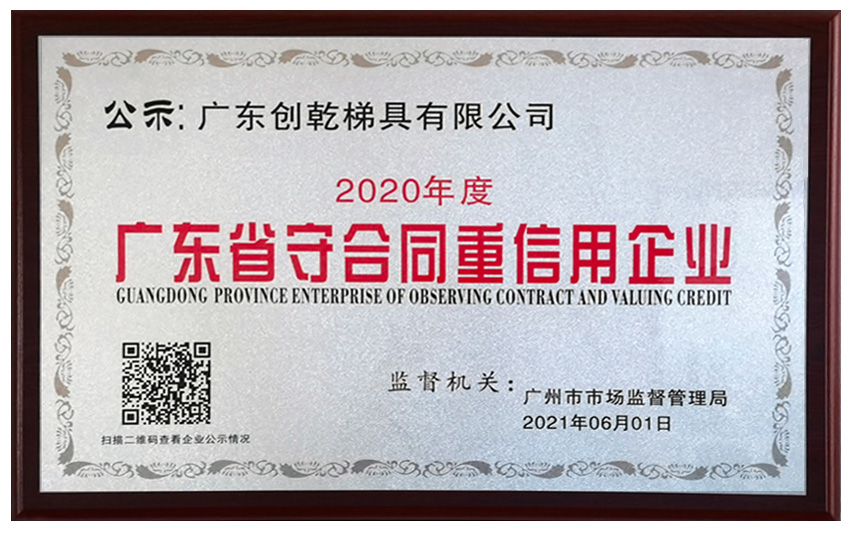 公示: 广东创乾梯具有限公司
2020年度
广东省守合同重信用企业
GUANGDONG PROVINCE ENTERPRISE OF OBSERVING CONTRACT AND VALUING CREDIT
监督机关: 广州市市场监督管理局
2021年06月01日
扫描二维码查看企业公示情况